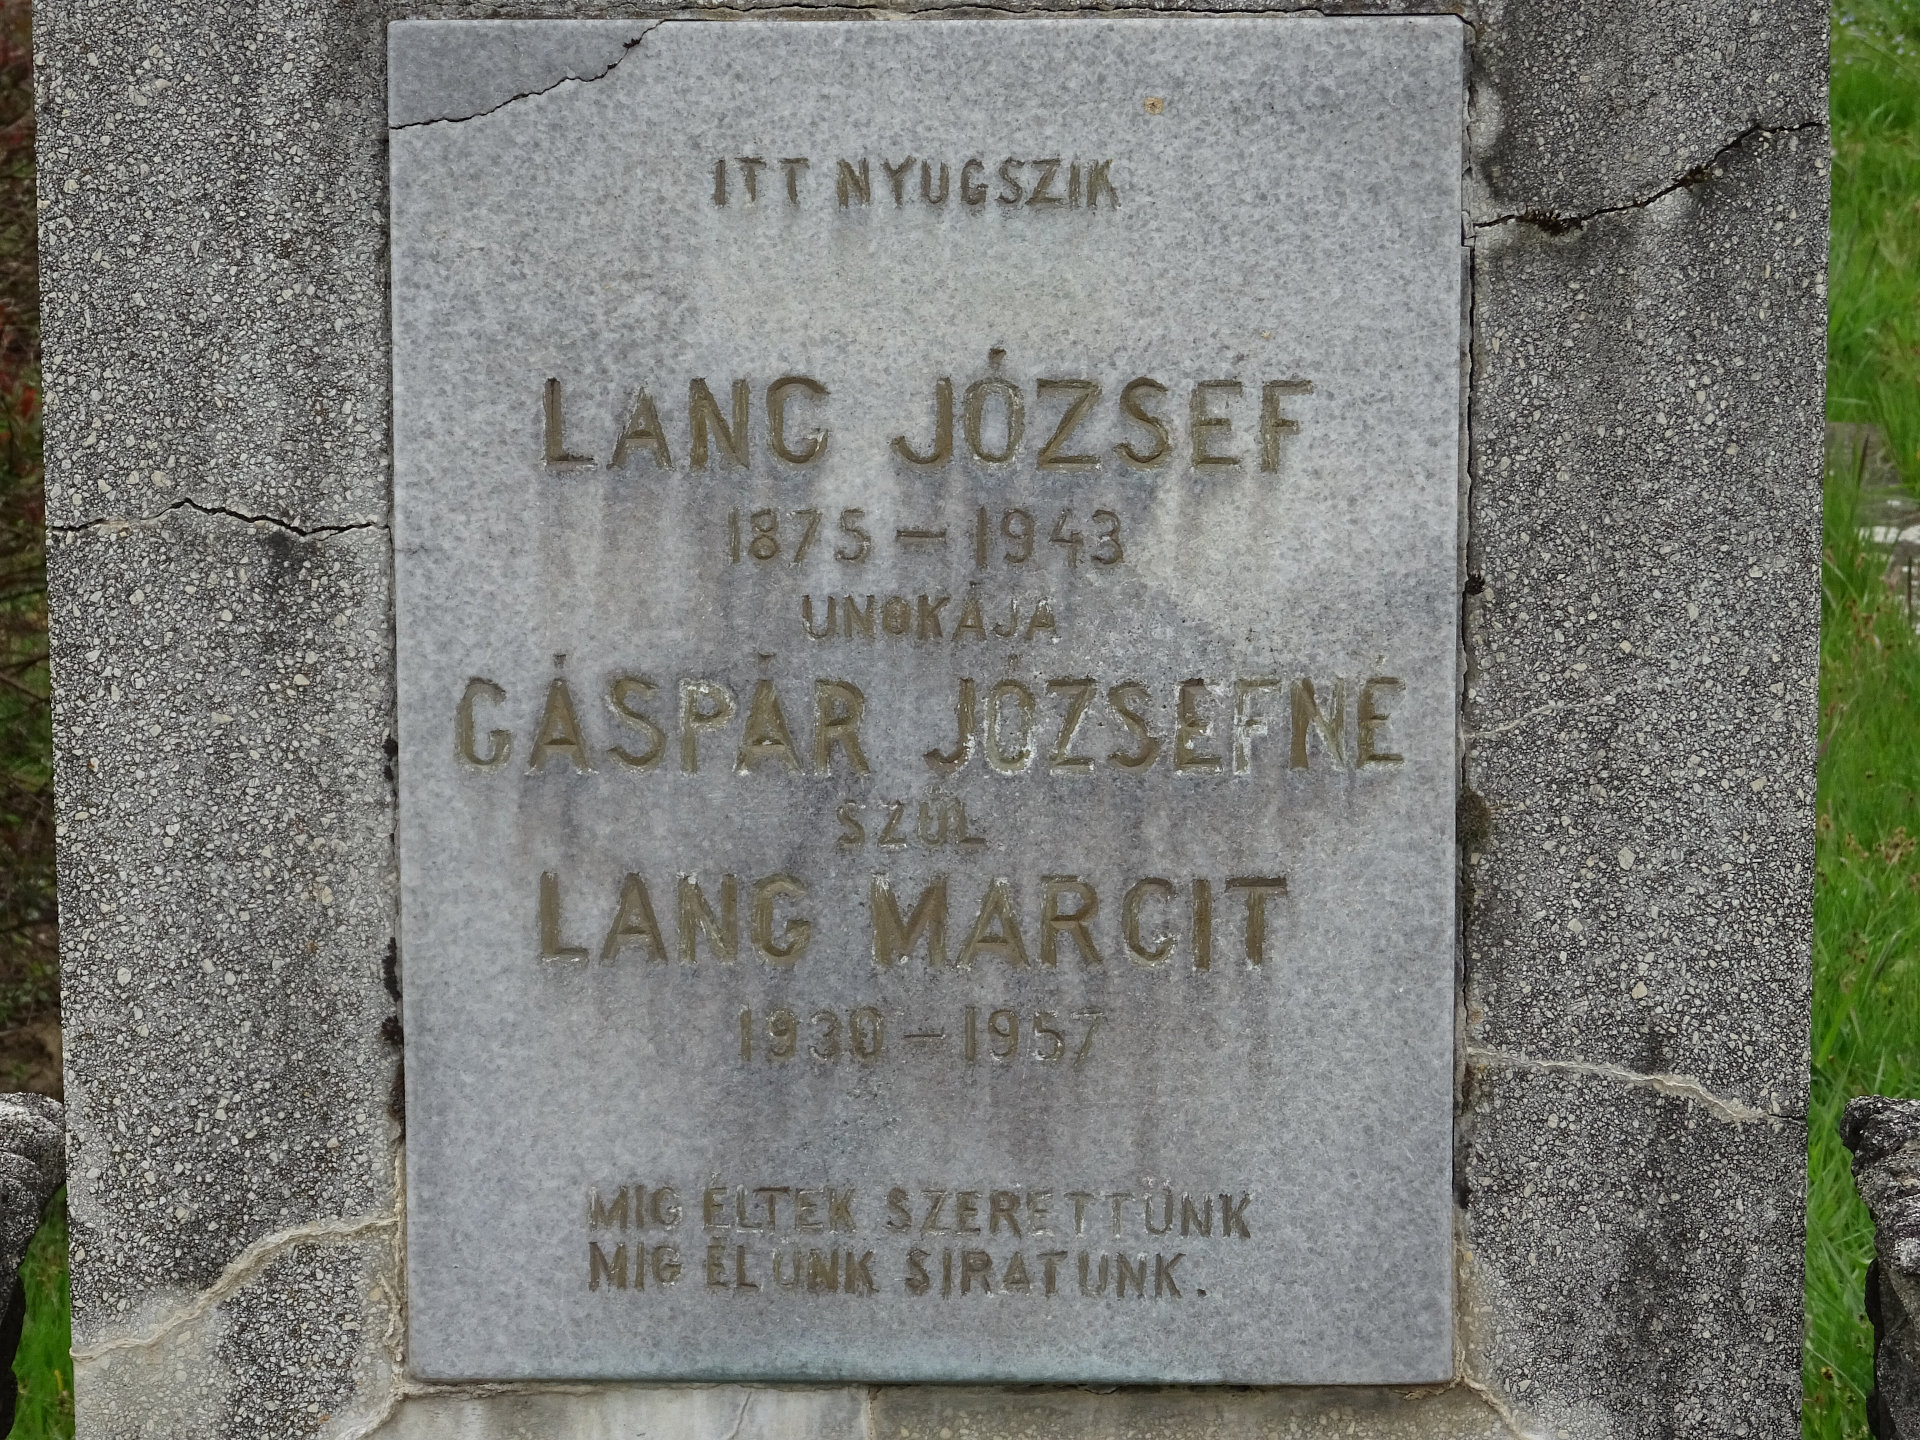 ITT NYUGSZIK
LANG JÓZSEF
1875 – 1943
UNOKÁJA
GÁSPÁR JÓZSEFNÉ
SZÜL
LANG MARGIT
1930 – 1957
MIG ÉLTEK SZERETTÜNK
MIG ÉLUNK SIRATUNK.